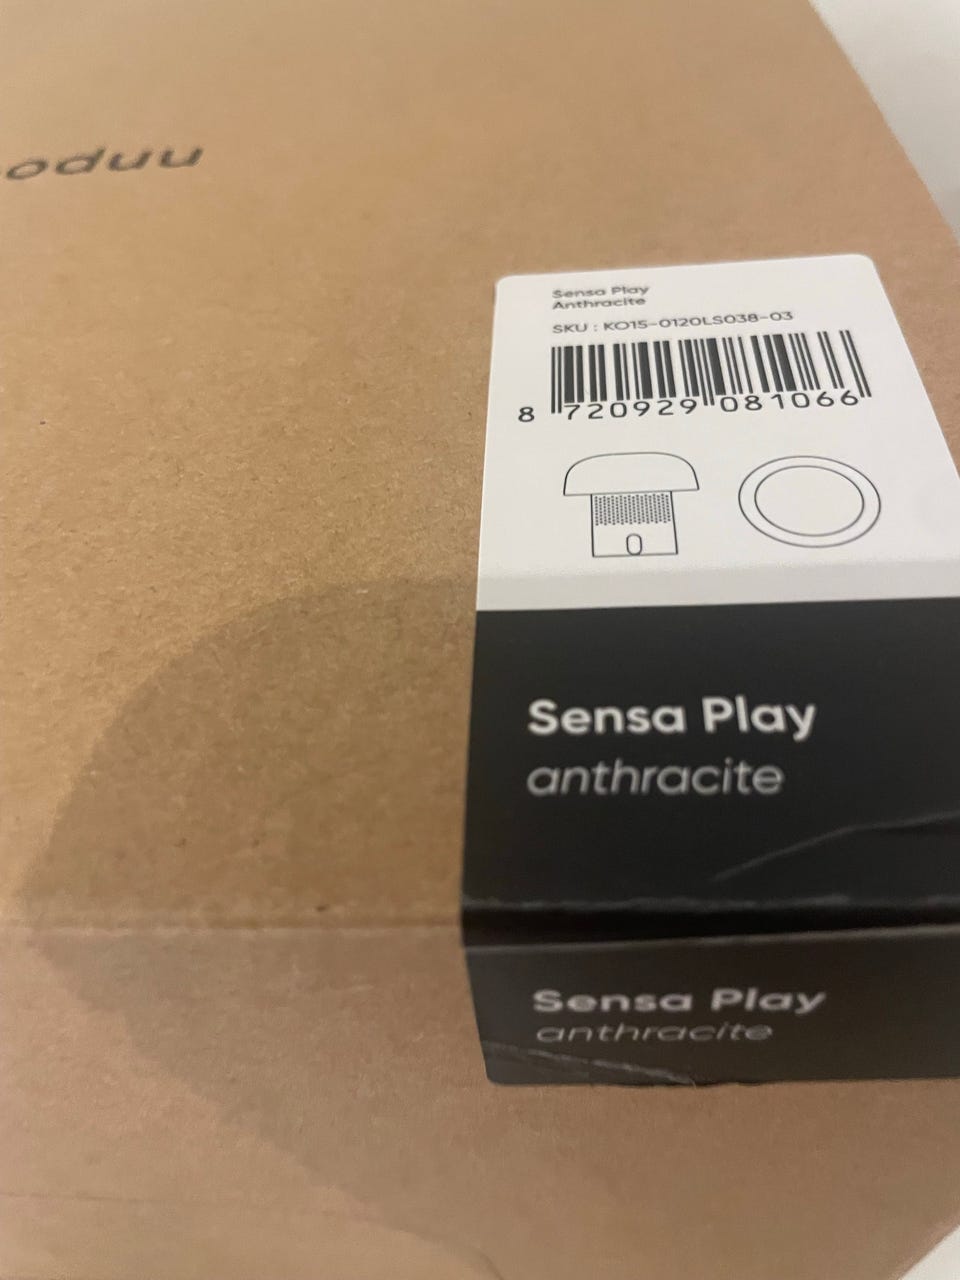 oduu
Sensa Play
Anthracite
SKU : KO15-0120LS038-03
8 720929 081066
Sensa Play
anthracite
Sensa Play
anthracite